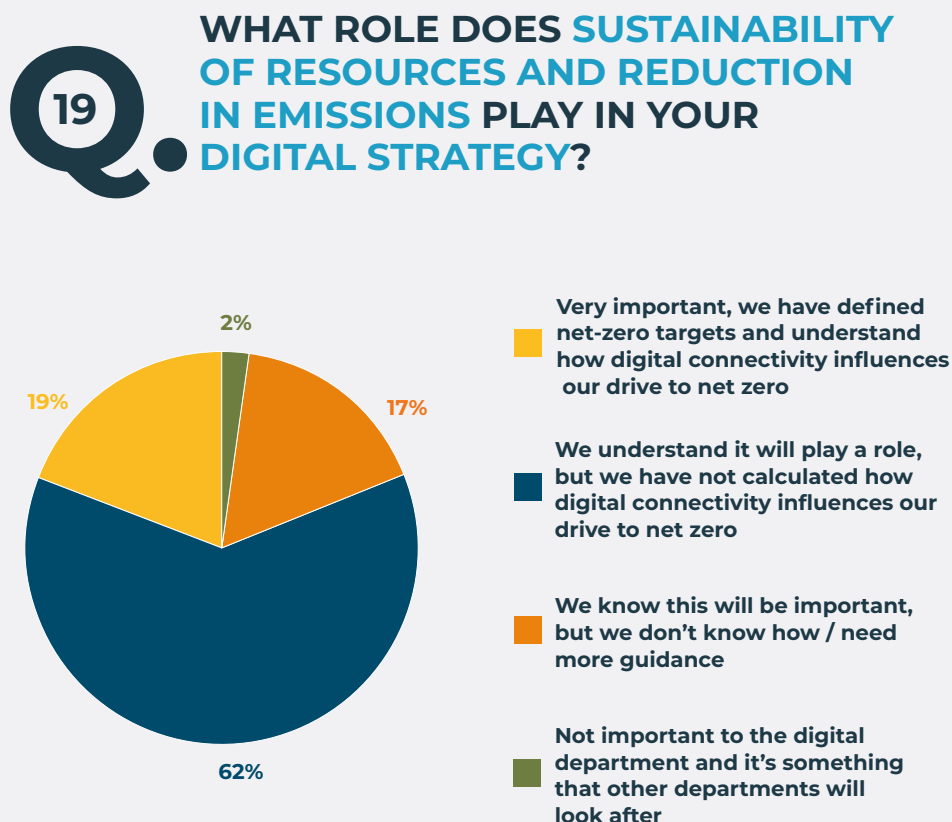 Q.
19
WHAT ROLE DOES SUSTAINABILITY
OF RESOURCES AND REDUCTION
IN EMISSIONS PLAY IN YOUR
DIGITAL STRATEGY?
2%
19%
17%
62%
Very important, we have defined
net-zero targets and understand
how digital connectivity influences
our drive to net zero
We understand it will play a role,
but we have not calculated how
digital connectivity influences our
drive to net zero
We know this will be important,
but we don’t know how / need
more guidance
Not important to the digital
department and it’s something
that other departments will
look after